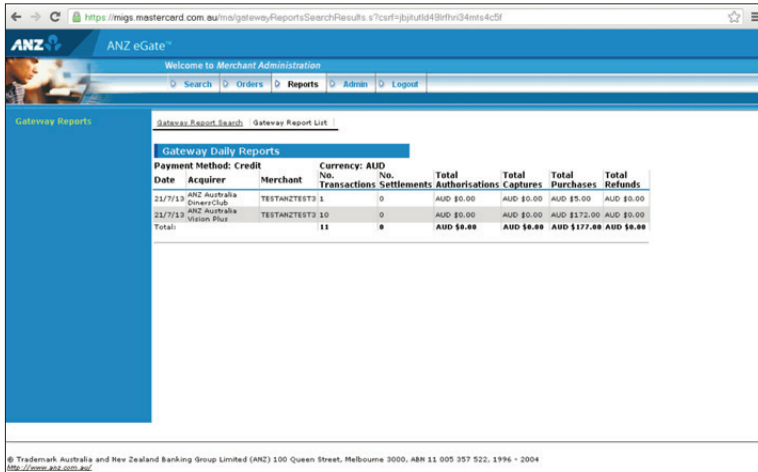 https://migs.mastercard.com.au/ma/gatewayReportsSearchResults.s?csrf=
ANZ
ANZ eGate™
Welcome to Merchant Administration
Search Orders Reports Admin Logout
Gateway Reports
Gateway Report Search Gateway Report List
Gateway Daily Reports
Payment Method: Credit Currency: AUD
Date Acquirer Merchant No. Transactions No. Settlements Total Authorisations Total Captures Total Purchases Total Refunds
21/7/13 ANZ Australia DinersClub TESTANZTEST3 1 0 AUD $0.00 AUD $0.00 AUD $5.00 AUD $0.00
21/7/13 ANZ Australia Vision Plus TESTANZTEST3 10 0 AUD $0.00 AUD $0.00 AUD $172.00 AUD $0.00
Total: 11 0 AUD $0.00 AUD $0.00 AUD $177.00 AUD $0.00
© Trademark Australia and New Zealand Banking Group Limited (ANZ) 100 Queen Street, Melbourne 3000, ABN 11 005 357 522, 1996 - 2004
http://www.anz.com.au/